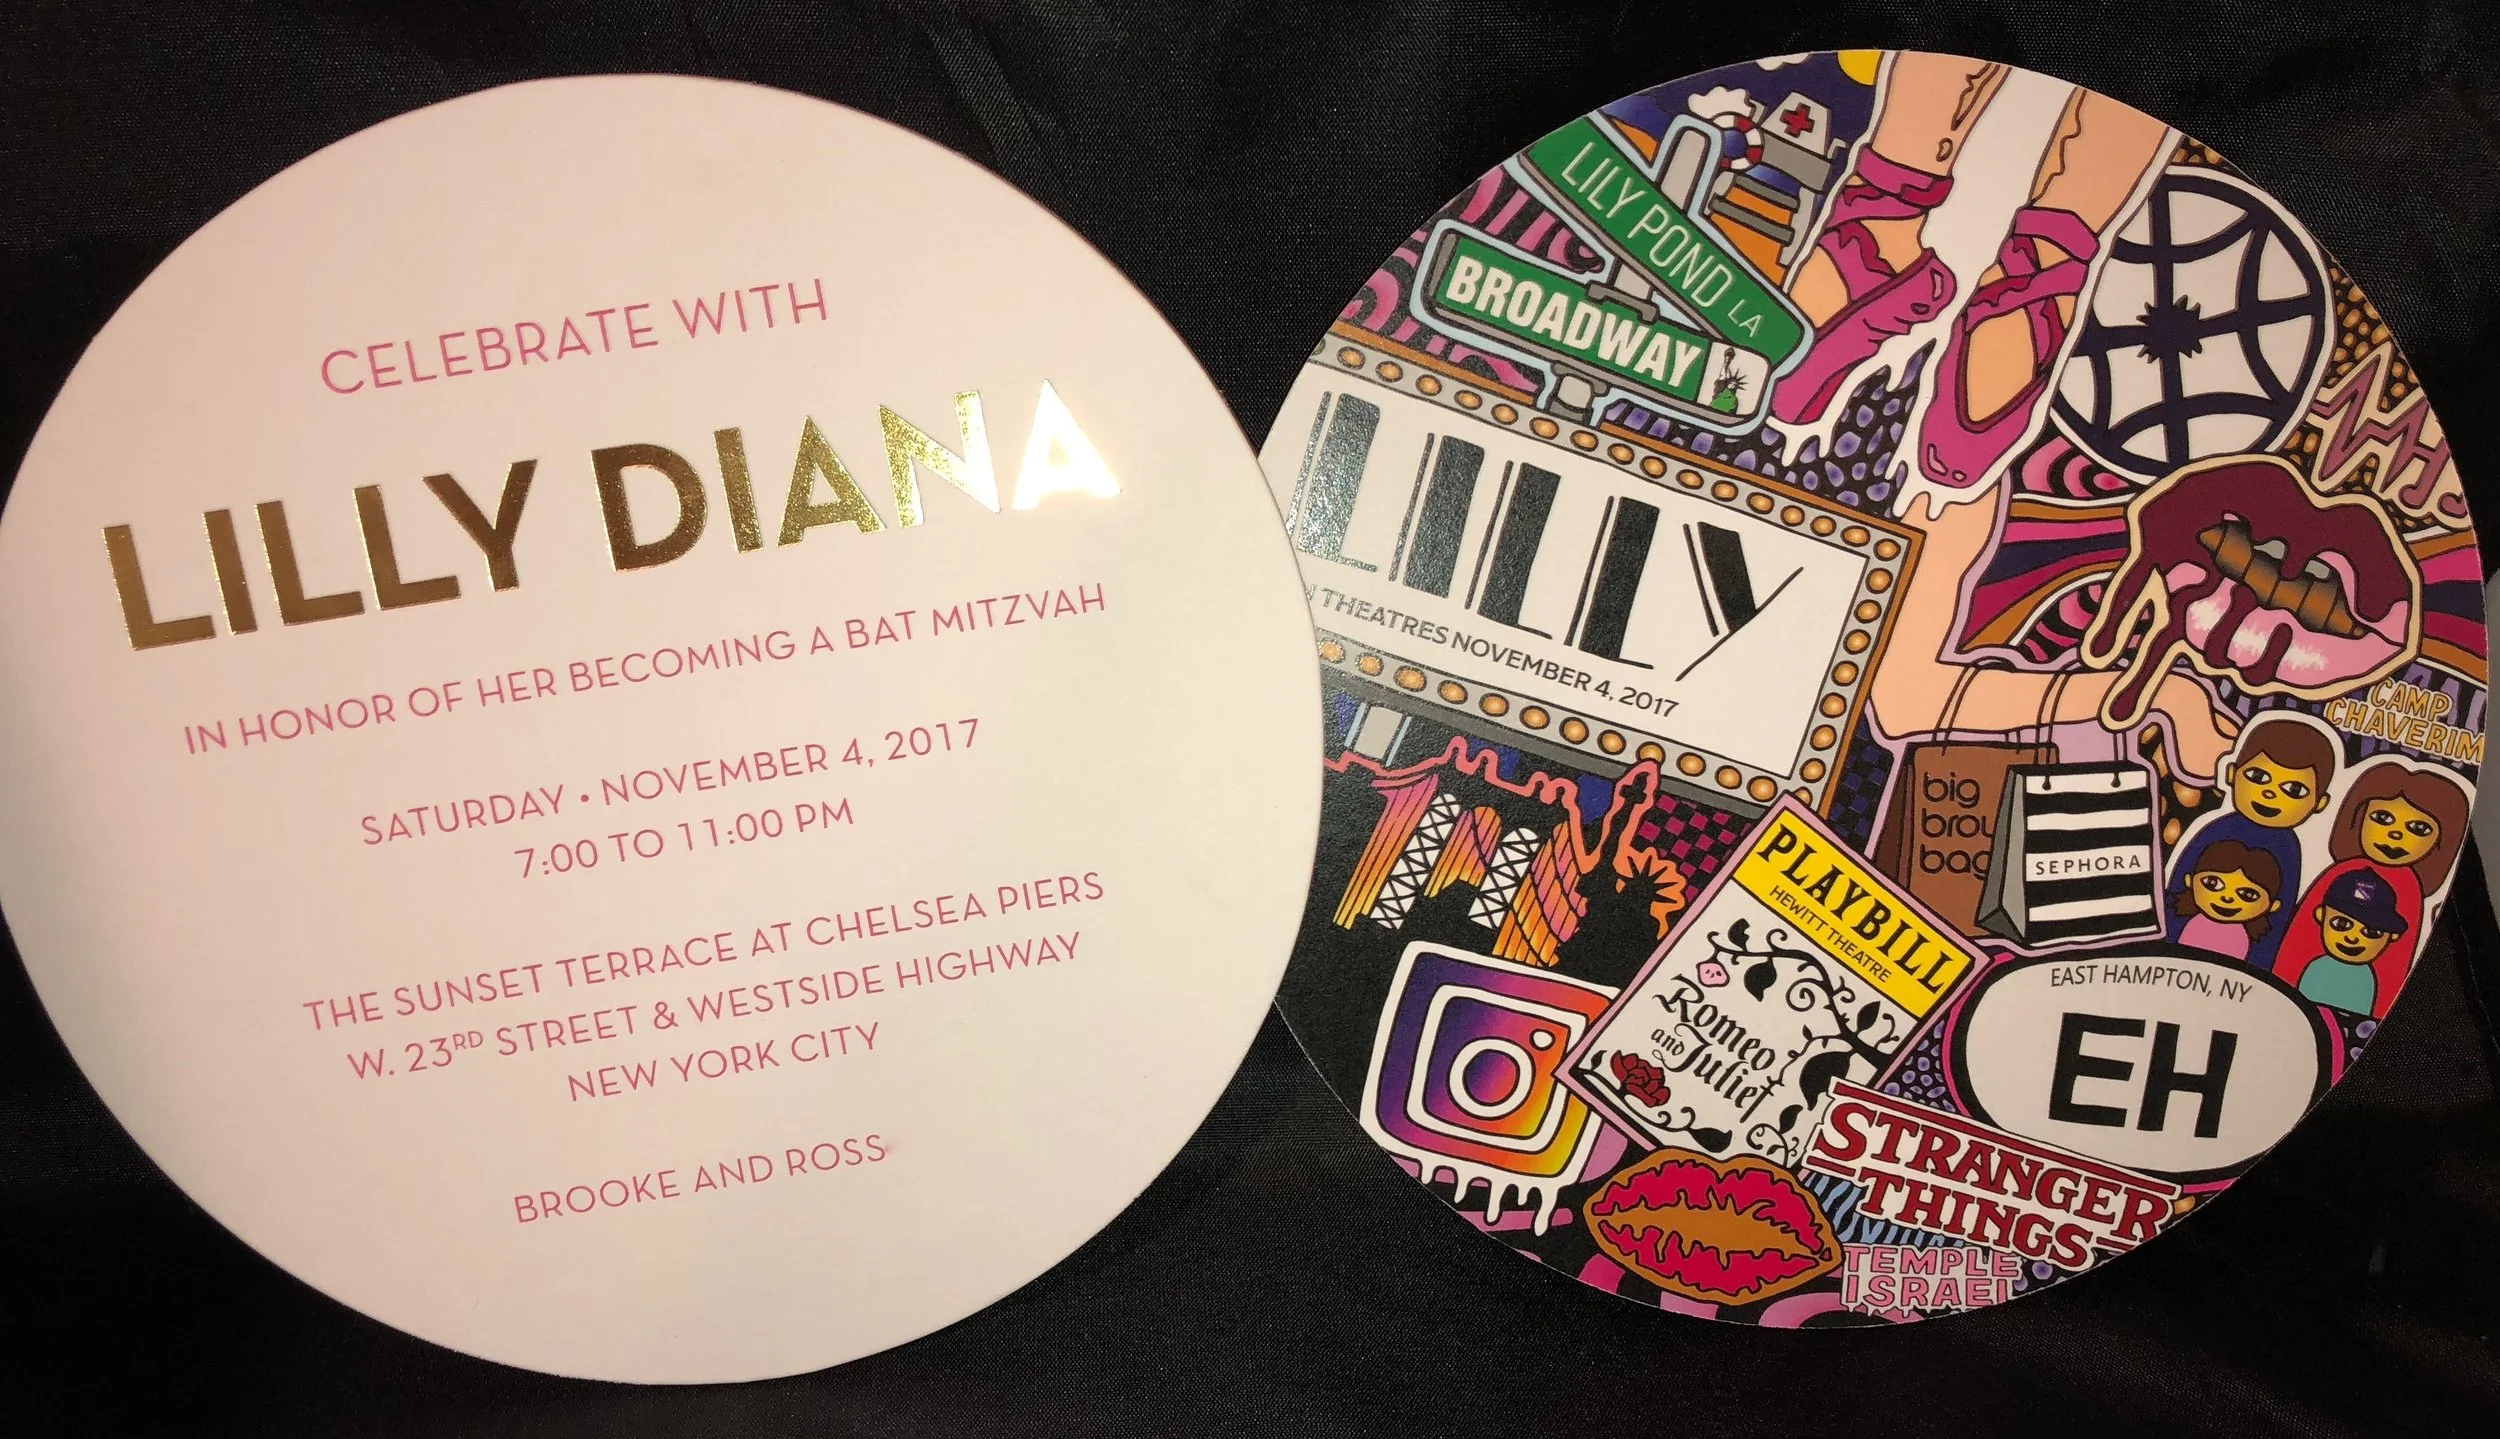 CELEBRATE WITH
LILLY DIANA
IN HONOR OF HER BECOMING A BAT MITZVAH
SATURDAY • NOVEMBER 4, 2017
7:00 TO 11:00 PM
THE SUNSET TERRACE AT CHELSEA PIERS
W. 23RD STREET & WESTSIDE HIGHWAY
NEW YORK CITY
BROOKE AND ROSS
LILY POND LA
BROADWAY
LILLY
THEATRES NOVEMBER 4, 2017
CAMP
CHAVERIM
big
brou
bag
SEPHORA
PLAYBILL
HEWITT THEATRE
Romeo
and Juliet
EAST HAMPTON, NY
EH
STRANGER
THINGS
TEMPLE
ISRAEL